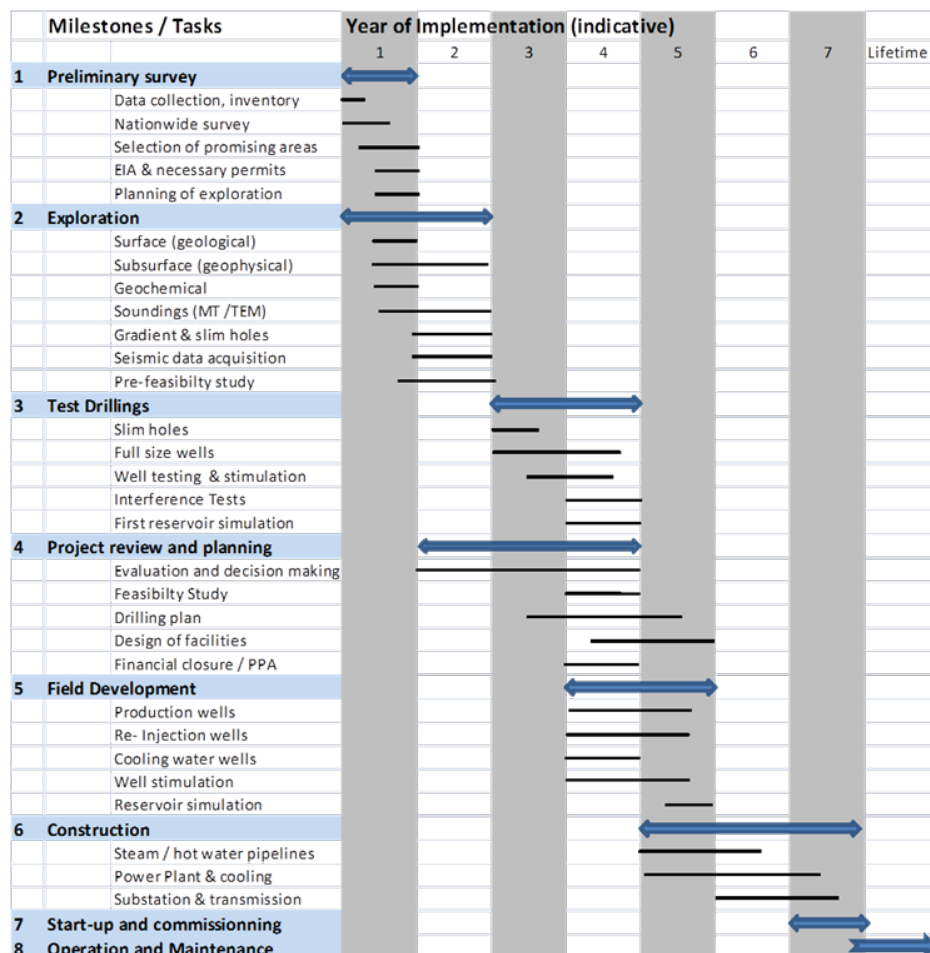 Milestones / Tasks Year of Implementation (indicative)
1 2 3 4 5 6 7 Lifetime
1 Preliminary survey
Data collection, inventory
Nationwide survey
Selection of promising areas
EIA & necessary permits
Planning of exploration
2 Exploration
Surface (geological)
Subsurface (geophysical)
Geochemical
Soundings (MT /TEM)
Gradient & slim holes
Seismic data acquisition
Pre-feasibilty study
3 Test Drillings
Slim holes
Full size wells
Well testing & stimulation
Interference Tests
First reservoir simulation
4 Project review and planning
Evaluation and decision making
Feasibilty Study
Drilling plan
Design of facilities
Financial closure / PPA
5 Field Development
Production wells
Re- Injection wells
Cooling water wells
Well stimulation
Reservoir simulation
6 Construction
Steam / hot water pipelines
Power Plant & cooling
Substation & transmission
7 Start-up and commissionning
8 Operation and Maintenance